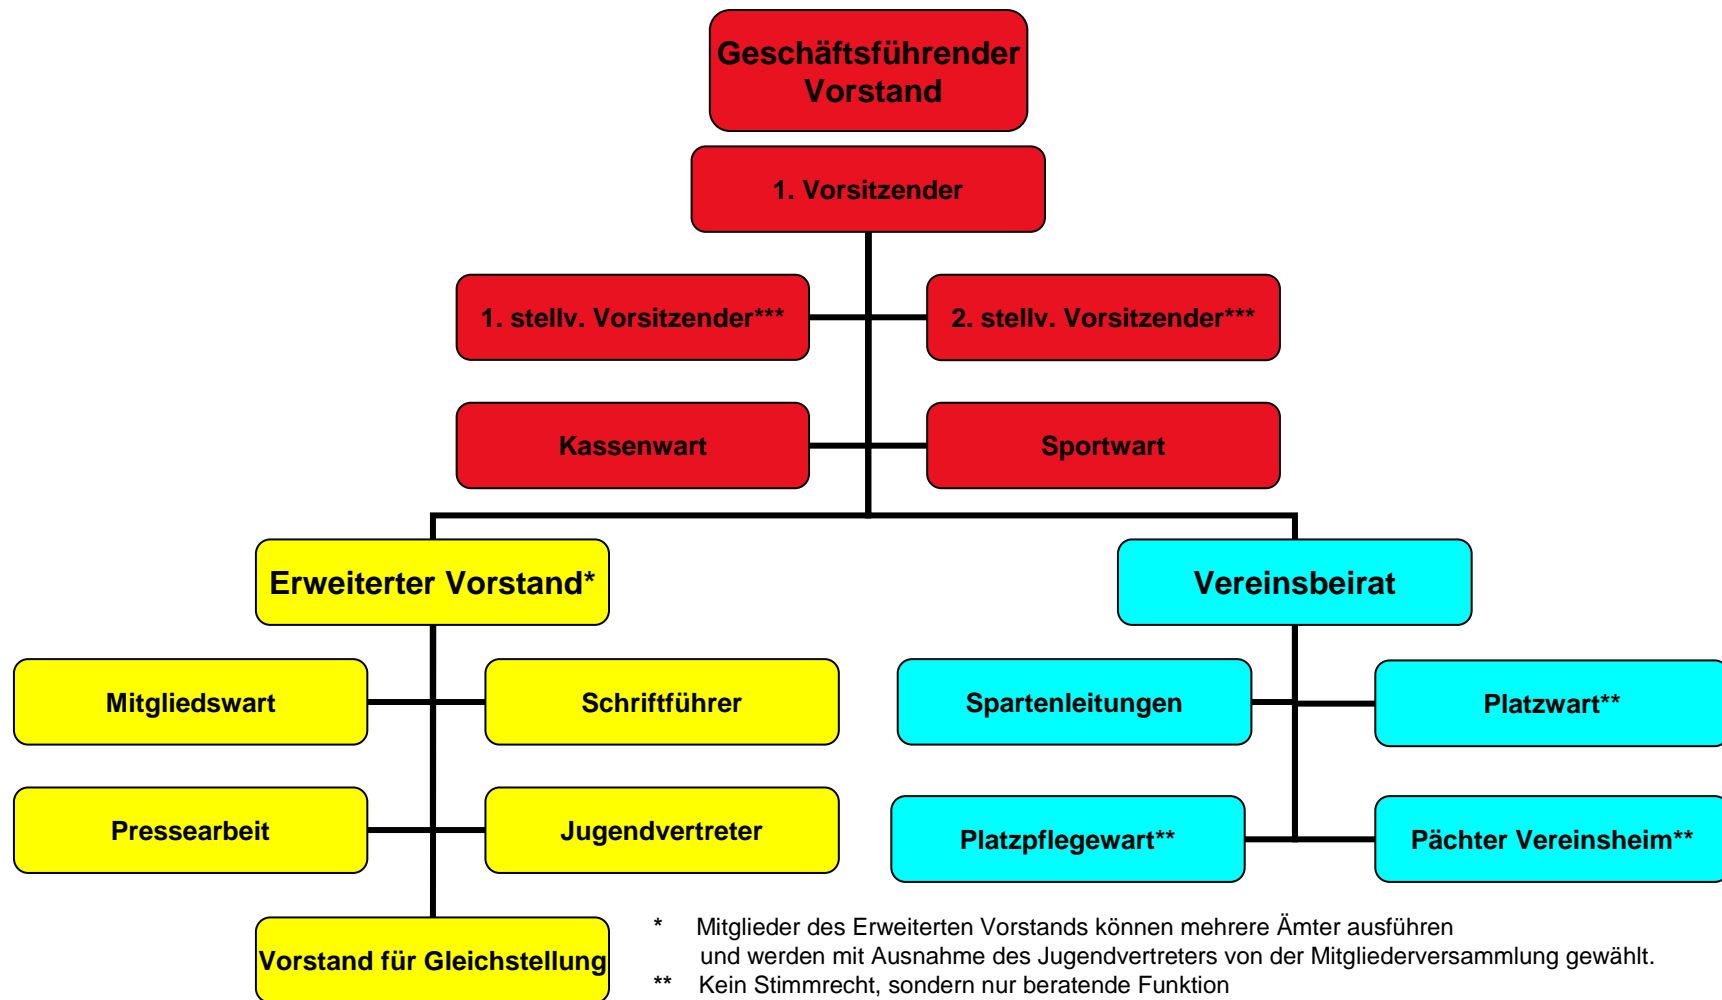 Geschäftsführender
Vorstand
1. Vorsitzender
1. stellv. Vorsitzender***
2. stellv. Vorsitzender***
Kassenwart
Sportwart
Erweiterter Vorstand*
Vereinsbeirat
Mitgliedswart
Schriftführer
Spartenleitungen
Platzwart**
Pressearbeit
Jugendvertreter
Platzpflegewart**
Pächter Vereinsheim**
Vorstand für Gleichstellung
* Mitglieder des Erweiterten Vorstands können mehrere Ämter ausführen
und werden mit Ausnahme des Jugendvertreters von der Mitgliederversammlung gewählt.
** Kein Stimmrecht, sondern nur beratende Funktion